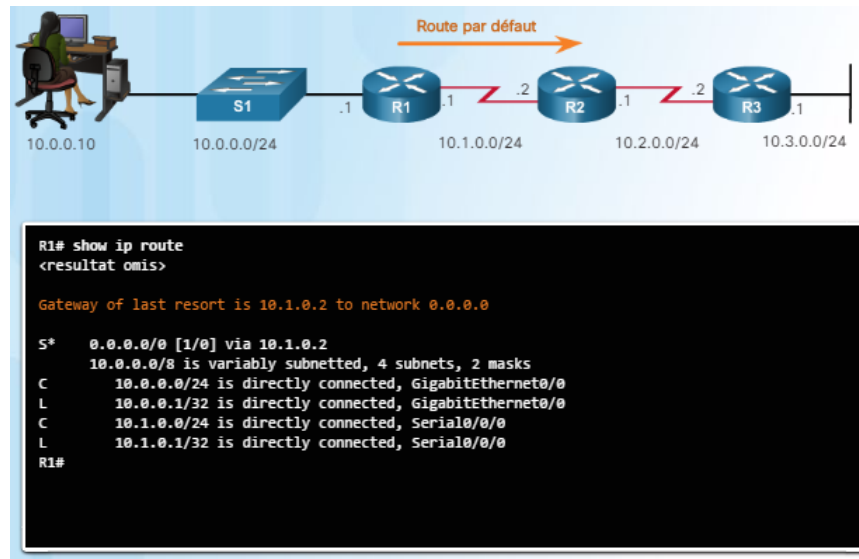 Route par défaut
S1
.1
R1
.1
.2
R2
.1
.2
R3
.1
10.0.0.10
10.0.0.0/24
10.1.0.0/24
10.2.0.0/24
10.3.0.0/24
R1# show ip route
<resultat omis>
Gateway of last resort is 10.1.0.2 to network 0.0.0.0
S* 0.0.0.0/0 [1/0] via 10.1.0.2
10.0.0.0/8 is variably subnetted, 4 subnets, 2 masks
C 10.0.0.0/24 is directly connected, GigabitEthernet0/0
L 10.0.0.1/32 is directly connected, GigabitEthernet0/0
C 10.1.0.0/24 is directly connected, Serial0/0/0
L 10.1.0.1/32 is directly connected, Serial0/0/0
R1#